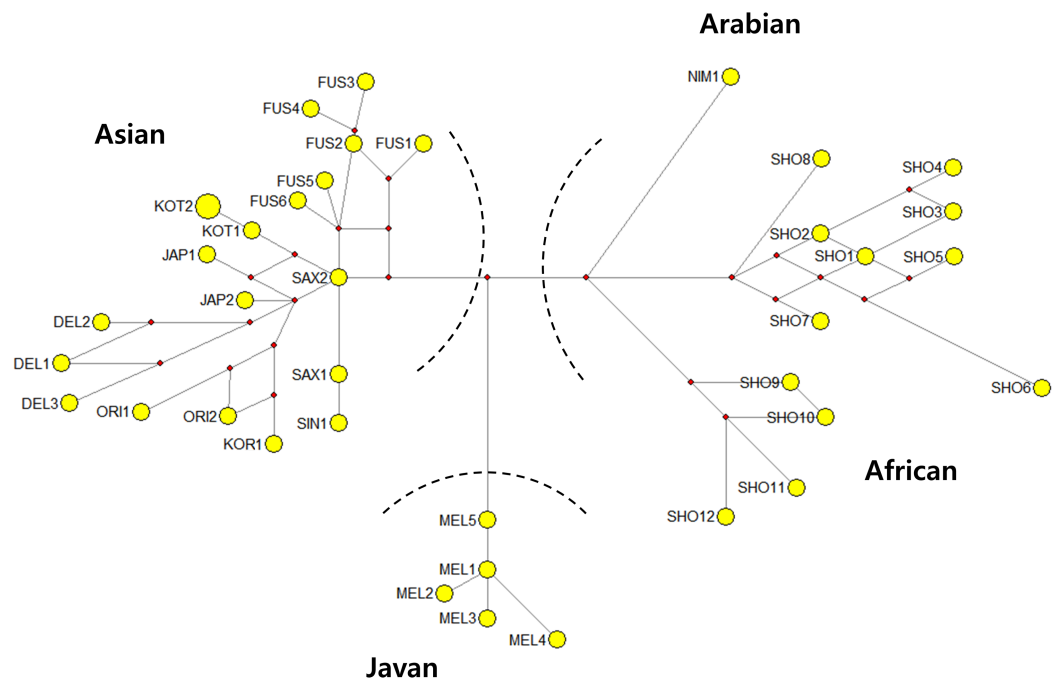 Arabian
NIM1
FUS3
FUS4
Asian
FUS2
FUS1
SHO8
SHO4
FUS5
FUS6
KOT2
SHO3
KOT1
SHO2
JAP1
SHO1
SHO5
SAX2
JAP2
DEL2
SHO7
DEL1
SAX1
SHO9
SHO6
DEL3
ORI1
ORI2
SHO10
SIN1
KOR1
African
SHO11
SHO12
MEL5
MEL1
MEL2
MEL3
MEL4
Javan